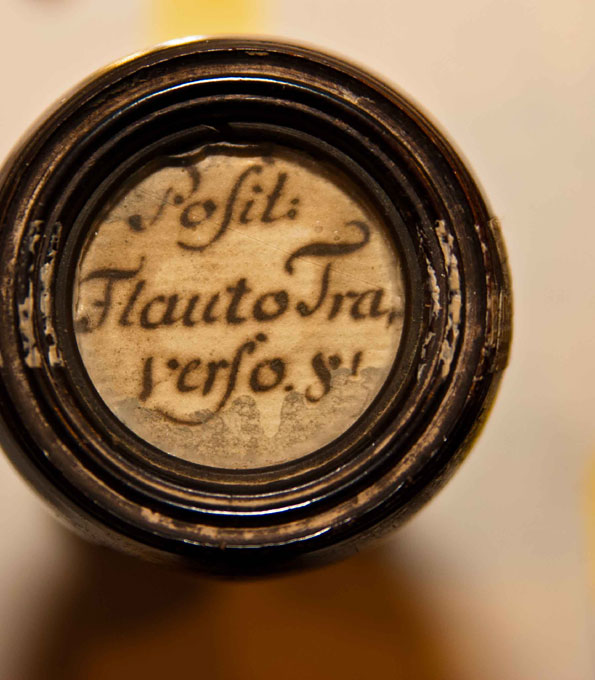 Posit:
Flauto Tra,
verso. 8'